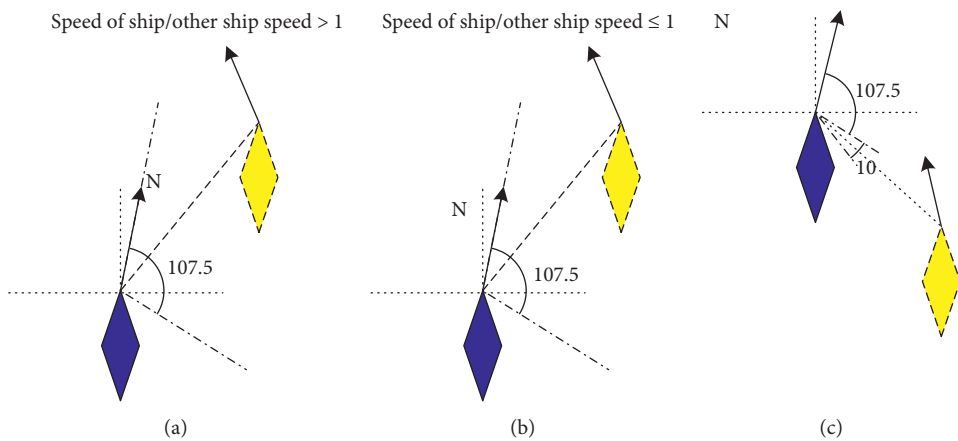 Speed of ship/other ship speed > 1
Speed of ship/other ship speed ≤ 1
N
N
N
107.5
107.5
107.5
10
(a)
(b)
(c)